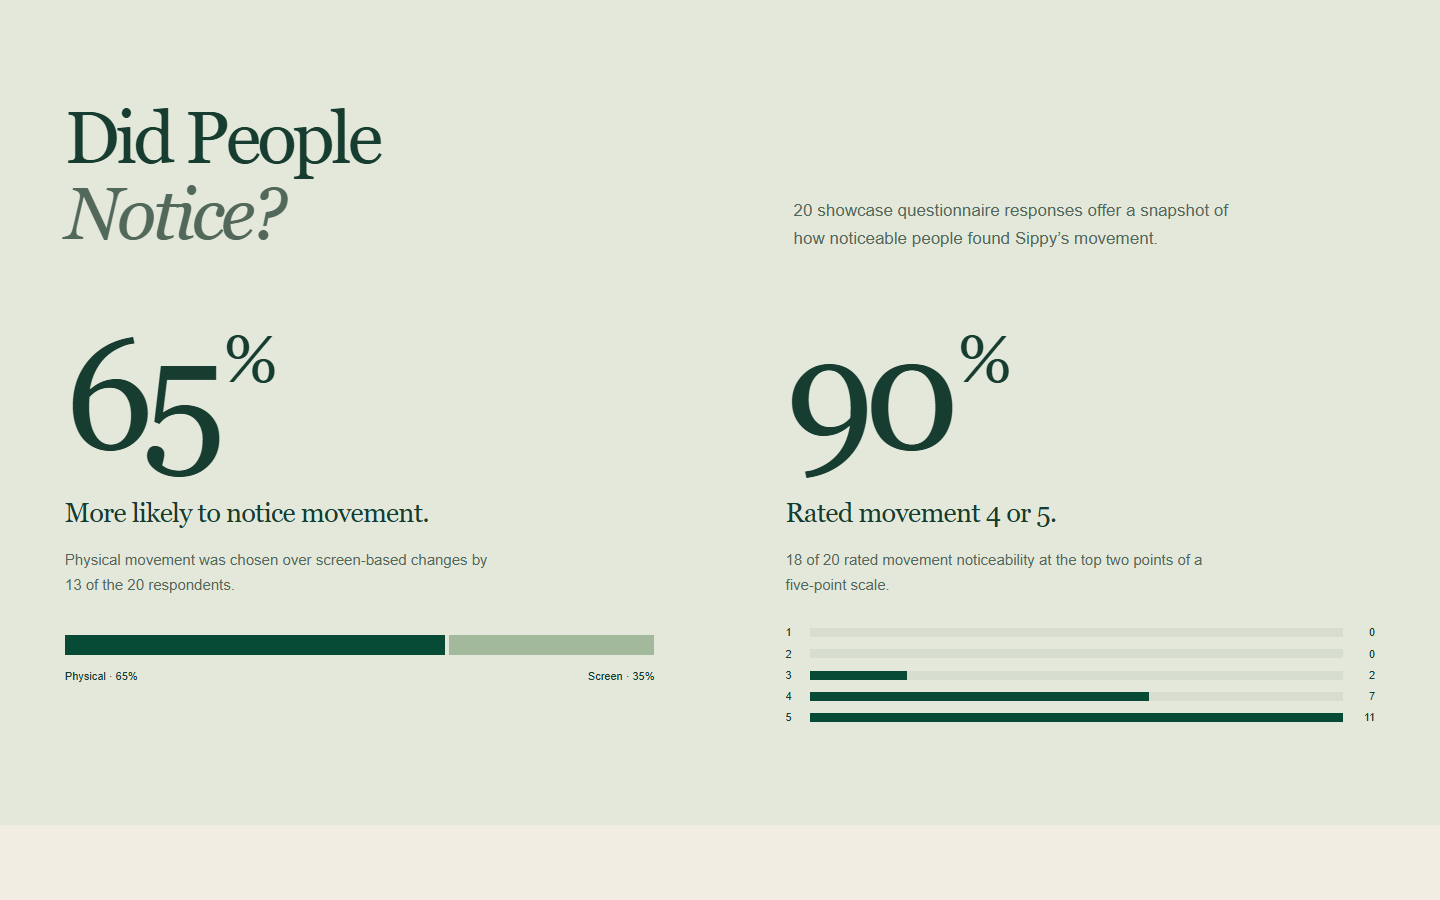 Did People
Notice?
20 showcase questionnaire responses offer a snapshot of
how noticeable people found Sippy’s movement.
65%
More likely to notice movement.
Physical movement was chosen over screen-based changes by
13 of the 20 respondents.
Physical · 65%
Screen · 35%
90%
Rated movement 4 or 5.
18 of 20 rated movement noticeability at the top two points of a
five-point scale.
1 0
2 0
3 2
4 7
5 11